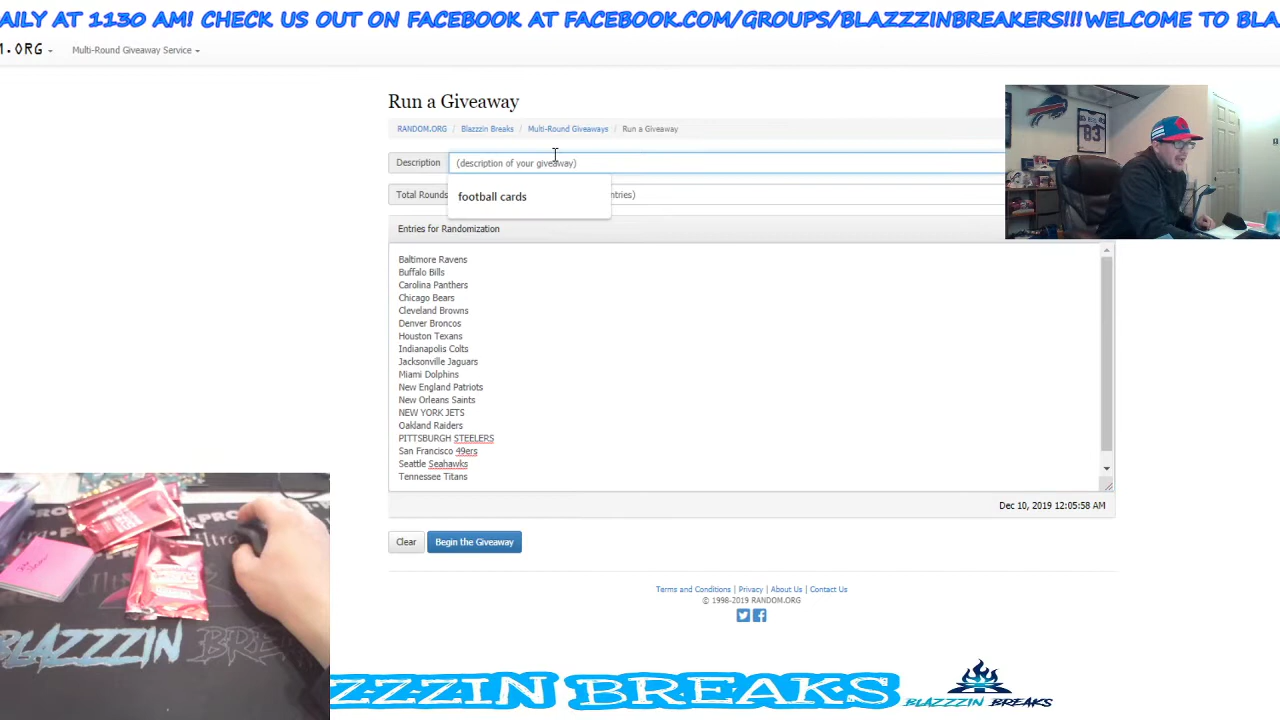 AILY AT 1130 AM! CHECK US OUT ON FACEBOOK AT FACEBOOK.COM/GROUPS/BLAZZZINBREAKERS!!! WELCOME TO BLA
M.ORG
Multi-Round Giveaway Service
Run a Giveaway
RANDOM.ORG / Blazzzin Breaks / Multi-Round Giveaways / Run a Giveaway
Description
(description of your giveaway)
football cards
Total Rounds
ntries)
Entries for Randomization
Baltimore Ravens
Buffalo Bills
Carolina Panthers
Chicago Bears
Cleveland Browns
Denver Broncos
Houston Texans
Indianapolis Colts
Jacksonville Jaguars
Miami Dolphins
New England Patriots
New Orleans Saints
NEW YORK JETS
Oakland Raiders
PITTSBURGH STEELERS
San Francisco 49ers
Seattle Seahawks
Tennessee Titans
Dec 10, 2019 12:05:58 AM
Clear
Begin the Giveaway
Terms and Conditions | Privacy | About Us | Contact Us
© 1998-2019 RANDOM.ORG
83
BLAZZZIN BREA
ZZZIN BREAKS
BLAZZZIN BREAKS